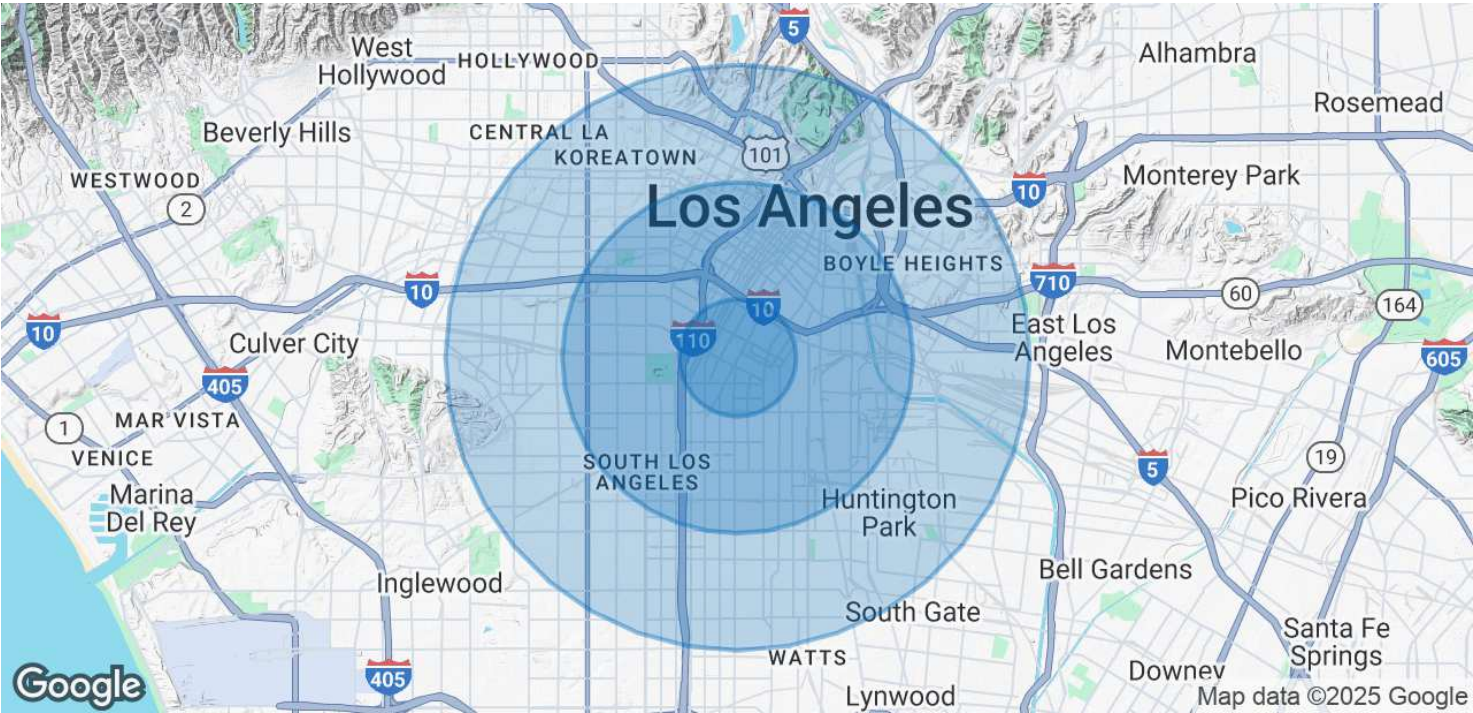 5
West
Hollywood
HOLLYWOOD
Alhambra
Rosemead
Beverly Hills
CENTRAL LA
KOREATOWN
101
WESTWOOD
2
Los Angeles
10
Monterey Park
BOYLE HEIGHTS
10
710
60
164
10
10
110
Culver City
East Los
Angeles
Montebello
605
405
MAR VISTA
1
VENICE
SOUTH LOS
ANGELES
5
19
Marina
Del Rey
Huntington
Park
Pico Rivera
Inglewood
Bell Gardens
South Gate
Santa Fe
Springs
WATTS
405
Downey
Lynwood
Google
Map data ©2025 Google